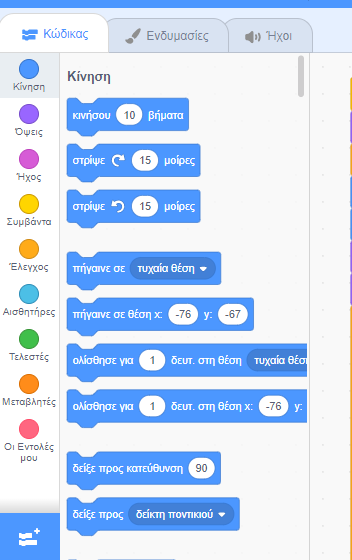 Κώδικας
Ενδυμασίες
Ήχοι
Κίνηση
Όψεις
Ήχος
Συμβάντα
Έλεγχος
Αισθητήρες
Τελεστές
Μεταβλητές
Οι Εντολές
μου
Κίνηση
κινήσου 10 βήματα
στρίψε 15 μοίρες
στρίψε 15 μοίρες
πήγαινε σε τυχαία θέση
πήγαινε σε θέση x: -76 y: -67
ολίσθησε για 1 δευτ. στη θέση τυχαία
ολίσθησε για 1 δευτ. στη θέση x: -76 y:
δείξε προς κατεύθυνση 90
δείξε προς δείκτη ποντικιού